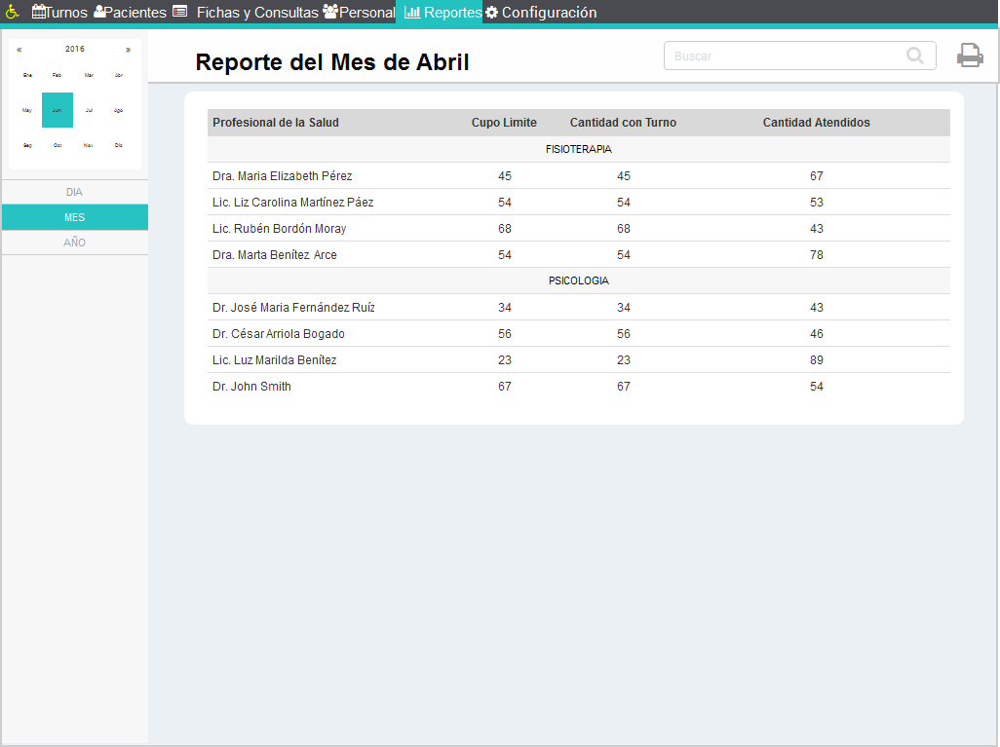 Turnos Pacientes Fichas y Consultas Personal Reportes Configuración
« 2016 »
Ene Feb Mar Abr
May Jun Jul Ago
Sep Oct Nov Dic
DIA
MES
AÑO
Reporte del Mes de Abril
Buscar
Profesional de la Salud Cupo Limite Cantidad con Turno Cantidad Atendidos
FISIOTERAPIA
Dra. Maria Elizabeth Pérez 45 45 67
Lic. Liz Carolina Martínez Páez 54 54 53
Lic. Rubén Bordón Moray 68 68 43
Dra. Marta Benítez Arce 54 54 78
PSICOLOGIA
Dr. José Maria Fernández Ruíz 34 34 43
Dr. César Arriola Bogado 56 56 46
Lic. Luz Marilda Benítez 23 23 89
Dr. John Smith 67 67 54